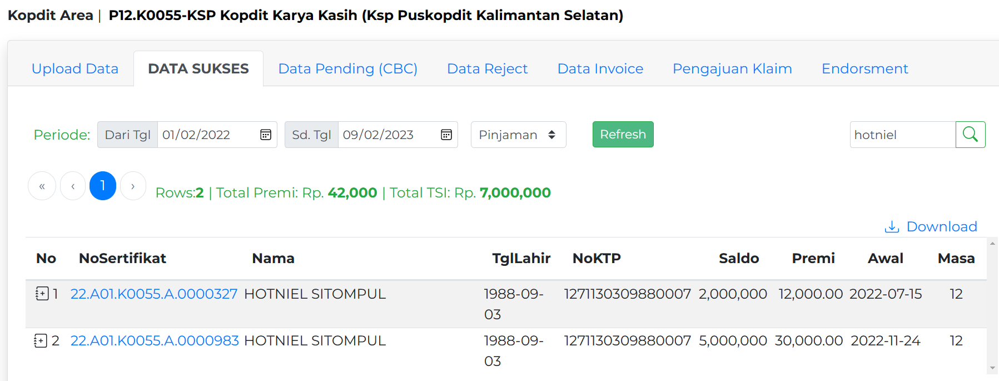 Kopdit Area | P12.K0055-KSP Kopdit Karya Kasih (Ksp Puskopdit Kalimantan Selatan)
Upload Data DATA SUKSES Data Pending (CBC) Data Reject Data Invoice Pengajuan Klaim Endorsment
Periode: Dari Tgl 01/02/2022 Sd. Tgl 09/02/2023 Pinjaman Refresh hotniel
« ‹ 1 › Rows:2 | Total Premi: Rp. 42,000 | Total TSI: Rp. 7,000,000
Download
No NoSertifikat Nama TglLahir NoKTP Saldo Premi Awal Masa
1 22.A01.K0055.A.0000327 HOTNIEL SITOMPUL 1988-09- 1271130309880007 2,000,000 12,000.00 2022-07-15 12
03
2 22.A01.K0055.A.0000983 HOTNIEL SITOMPUL 1988-09- 1271130309880007 5,000,000 30,000.00 2022-11-24 12
03